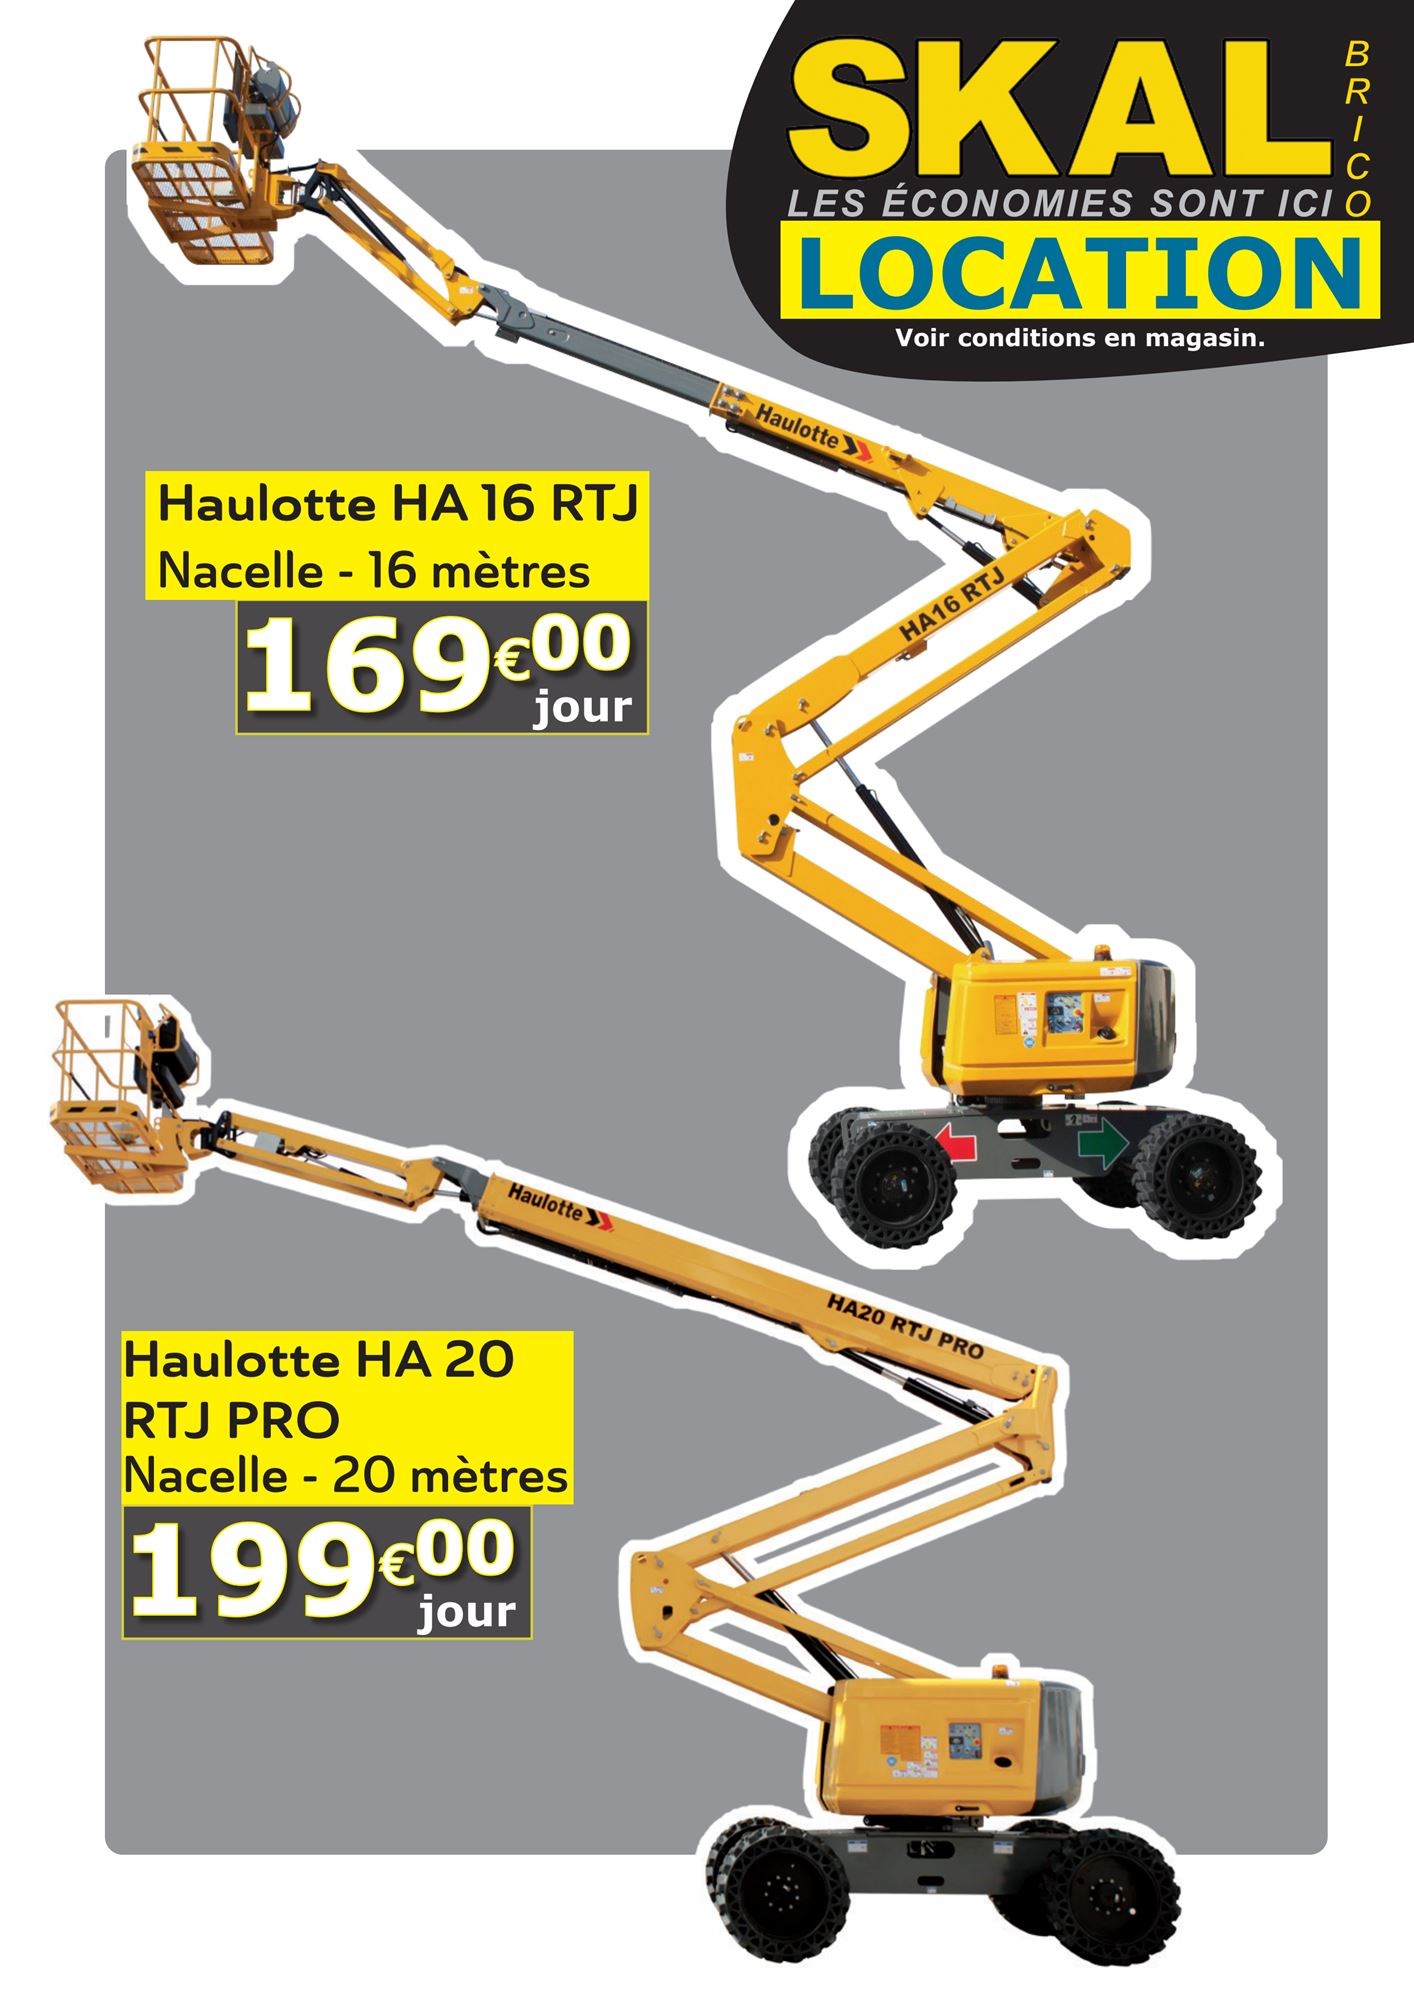 SKAL
BRICO
LES ÉCONOMIES SONT ICI
LOCATION
Voir conditions en magasin.
Haulotte
Haulotte HA 16 RTJ
Nacelle - 16 mètres
169€00
jour
HA16 RTJ
Haulotte
HA20 RTJ PRO
Haulotte HA 20
RTJ PRO
Nacelle - 20 mètres
199€00
jour